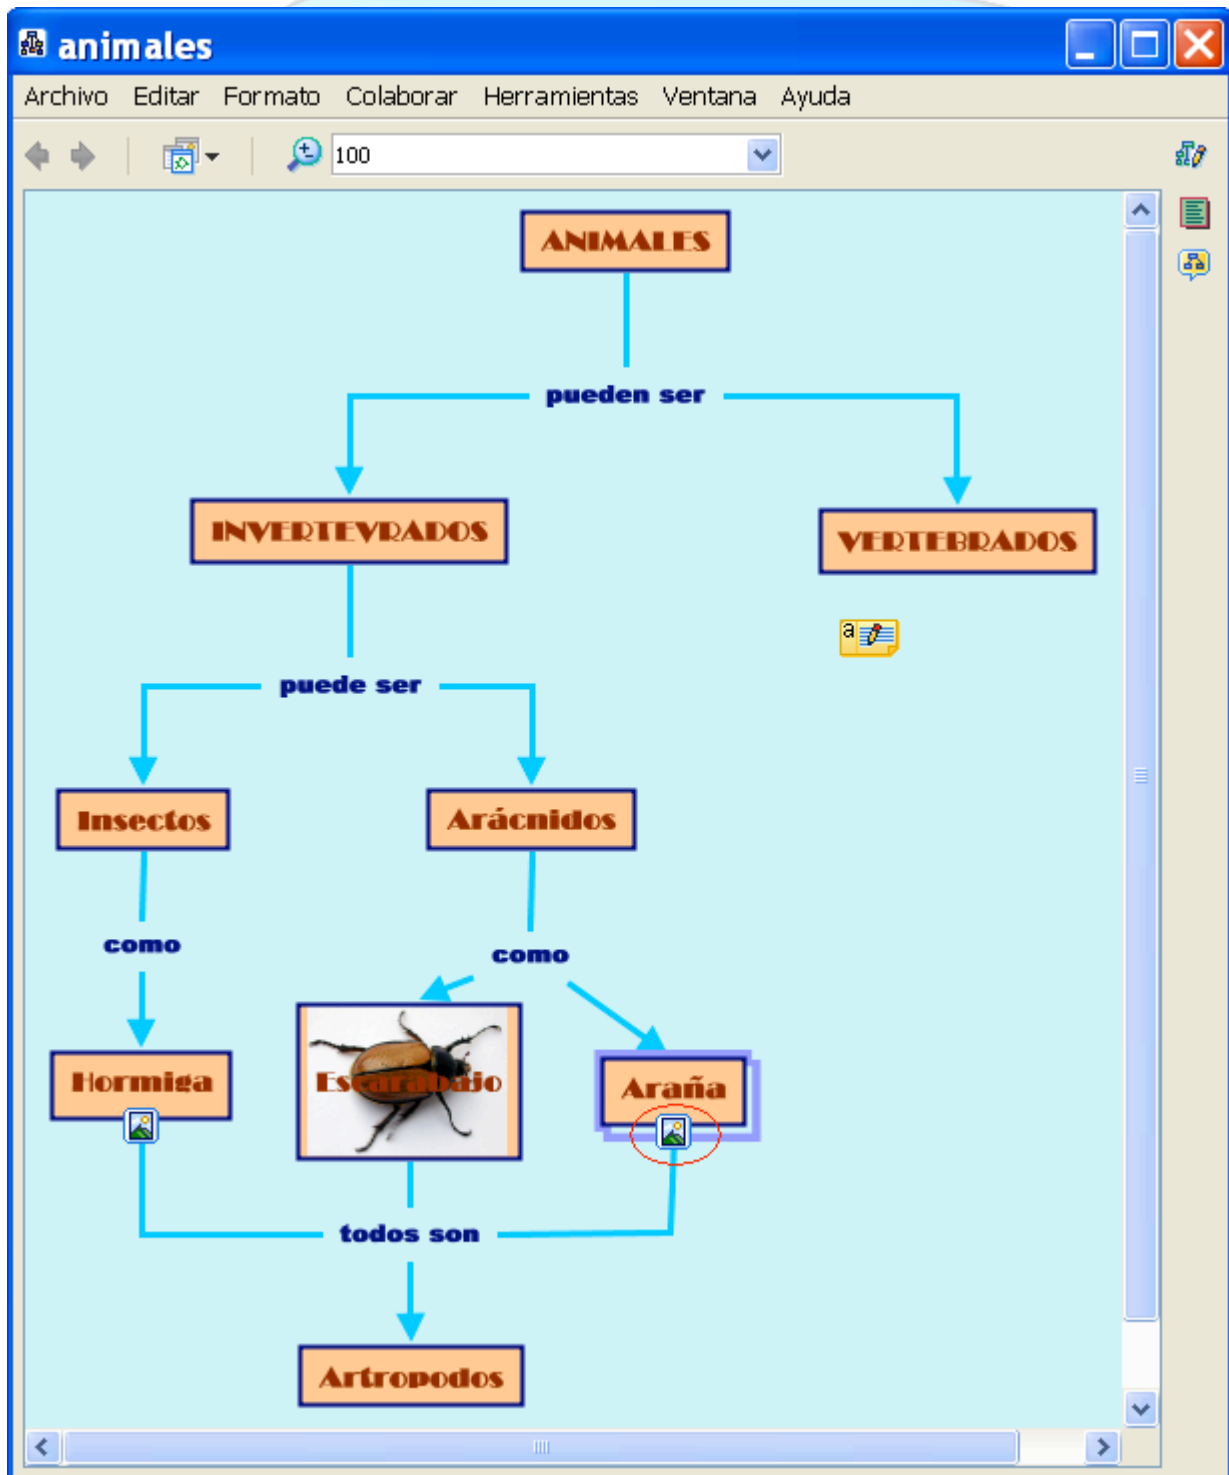 animales
Archivo Editar Formato Colaborar Herramientas Ventana Ayuda
100
ANIMALES
pueden ser
INVERTEVRADOS
VERTEBRADOS
a
puede ser
Insectos
Arácnidos
como
como
Hormiga
Escarabajo
Araña
todos son
Artropodos